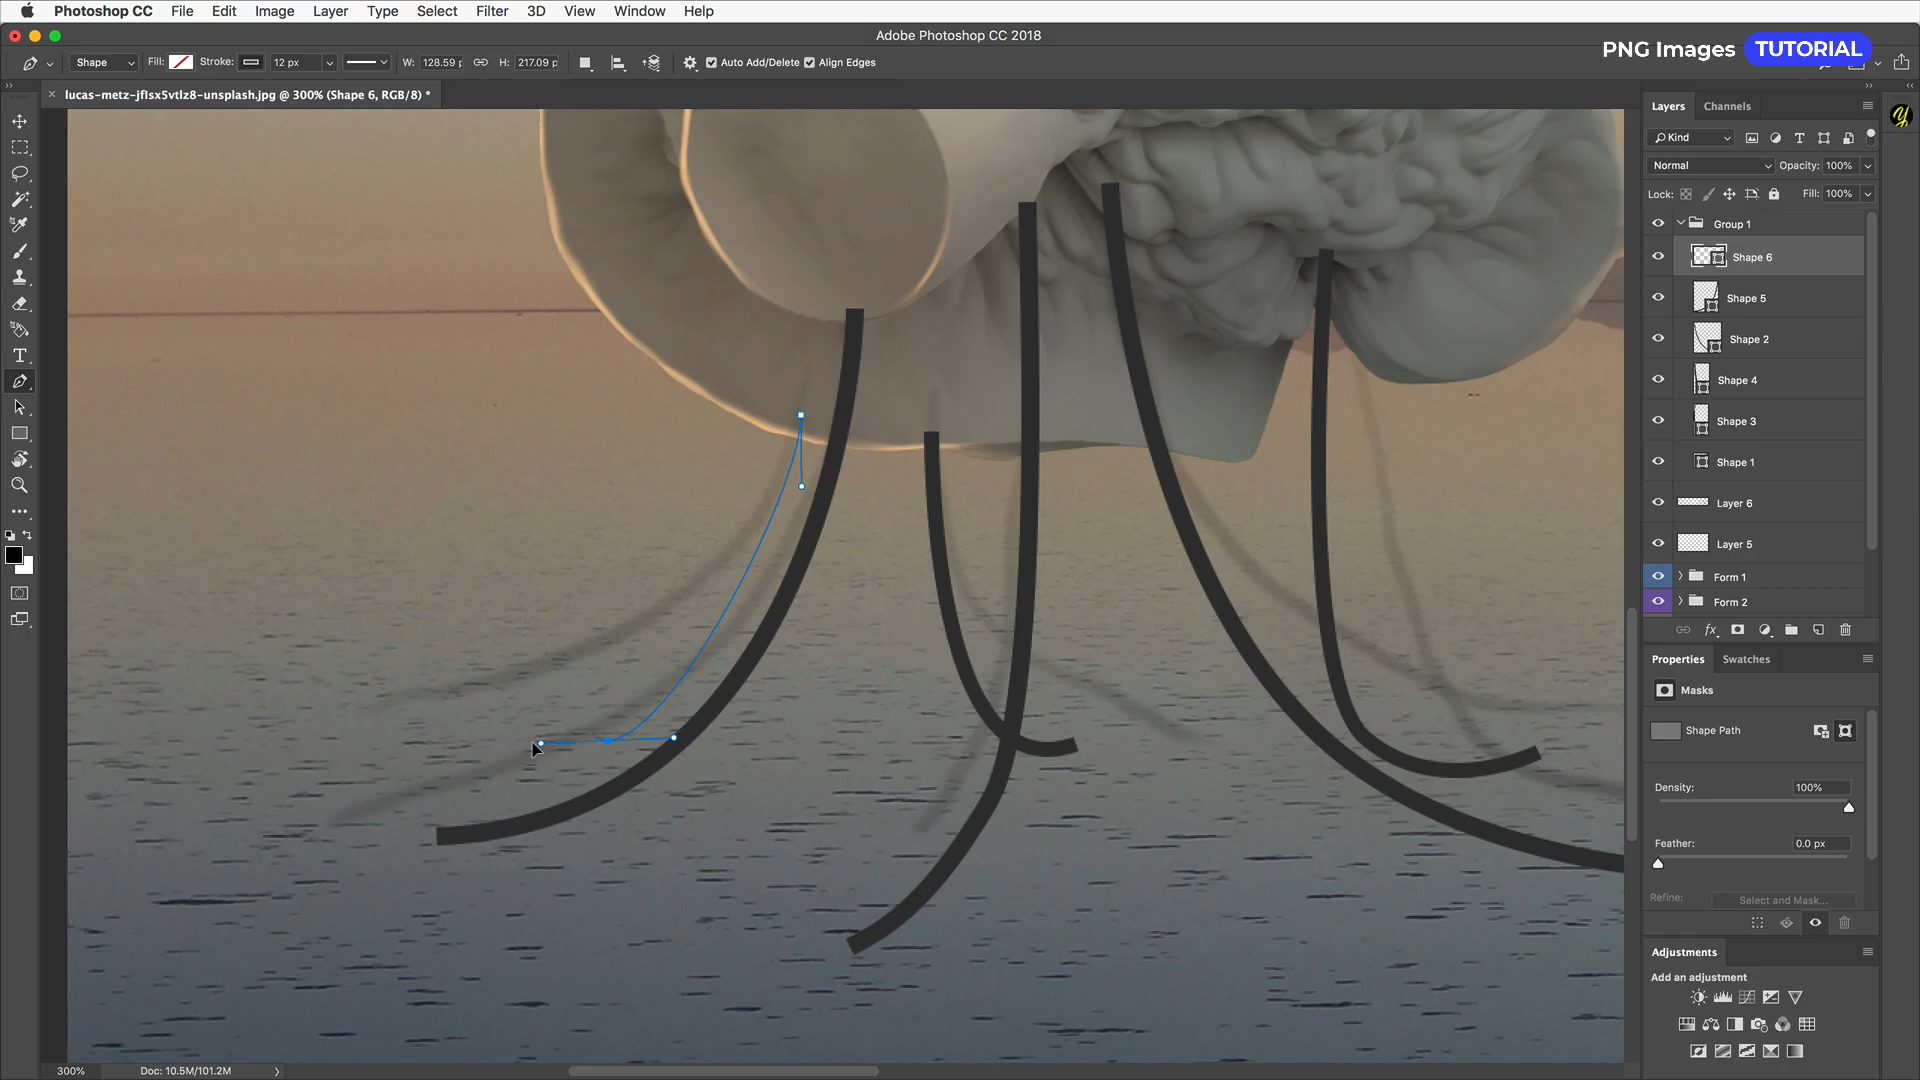 Photoshop CC File Edit Image Layer Type Select Filter 3D View Window Help
Adobe Photoshop CC 2018
PNG Images TUTORIAL
Shape Fill: Stroke: 12 px W: 128.59 p H: 217.09 p Auto Add/Delete Align Edges
lucas-metz-jfIsx5vtIz8-unsplash.jpg @ 300% (Shape 6, RGB/8) *
Layers Channels
Kind
Normal Opacity: 100%
Lock: Fill: 100%
Group 1
Shape 6
Shape 5
Shape 2
Shape 4
Shape 3
Shape 1
Layer 6
Layer 5
Form 1
Form 2
fx
Properties Swatches
Masks
Shape Path
Density: 100%
Feather: 0.0 px
Refine: Select and Mask...
Adjustments
Add an adjustment
300% Doc: 10.5M/101.2M